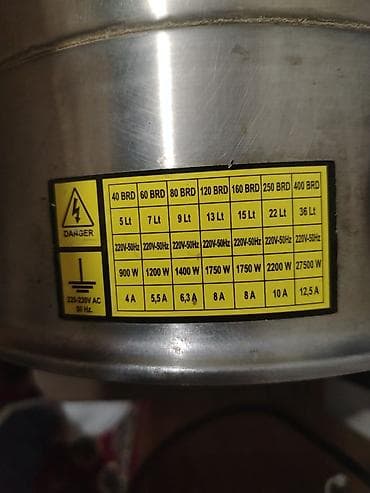 40 BRD 60 BRD 80 BRD 120 BRD 160 BRD 250 BRD 400 BRD
5 Lt 7 Lt 9 Lt 13 Lt 15 Lt 22 Lt 36 Lt
220V-50Hz 220V-50Hz 220V-50Hz 220V-50Hz 220V-50Hz 220V-50Hz 220V-50Hz
900 W 1200 W 1400 W 1750 W 1750 W 2200 W 27500 W
4 A 5,5 A 6,3 A 8 A 8 A 10 A 12,5 A
DANGER
220-230V AC
50 Hz.